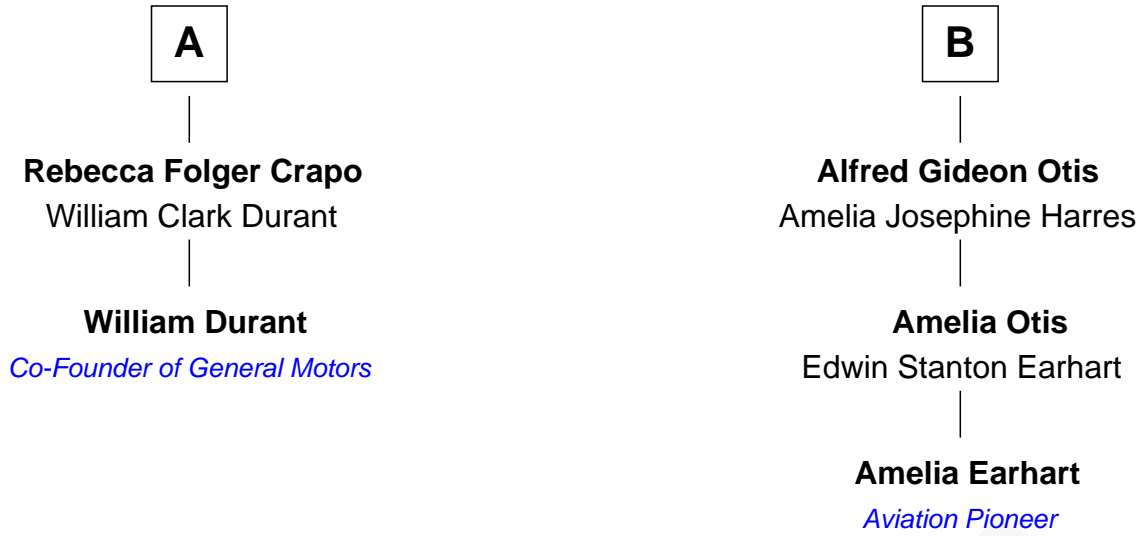 A
Rebecca Folger Crapo
William Clark Durant
William Durant
Co-Founder of General Motors
B
Alfred Gideon Otis
Amelia Josephine Harres
Amelia Otis
Edwin Stanton Earhart
Amelia Earhart
Aviation Pioneer